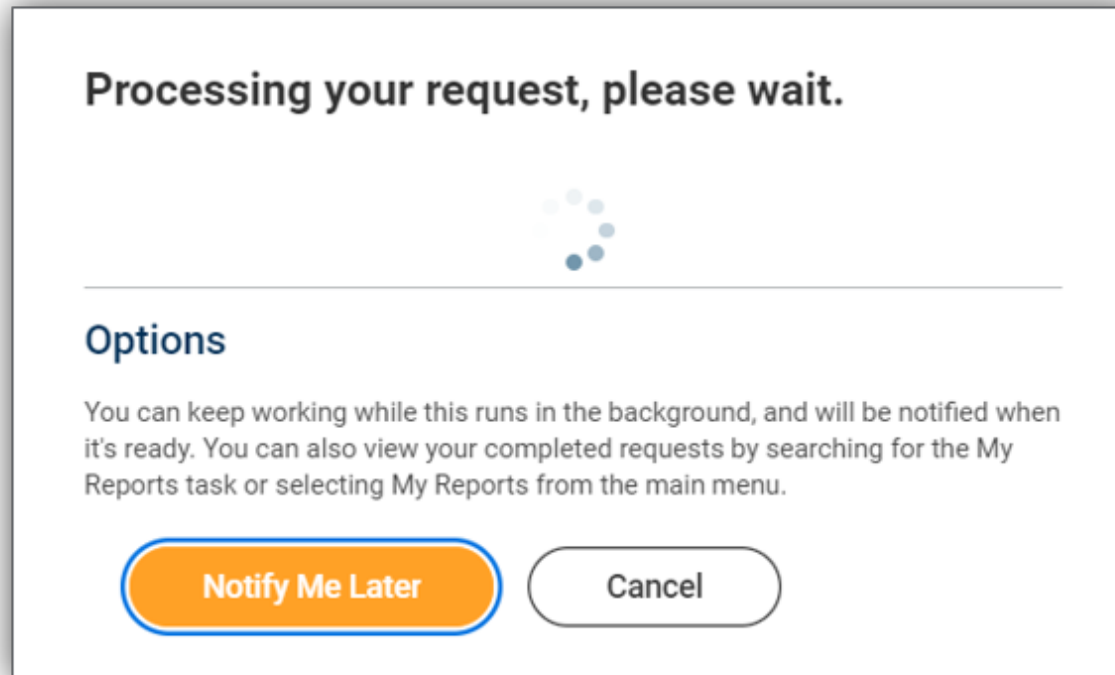 Processing your request, please wait.
Options
You can keep working while this runs in the background, and will be notified when
it's ready. You can also view your completed requests by searching for the My
Reports task or selecting My Reports from the main menu.
Notify Me Later
Cancel